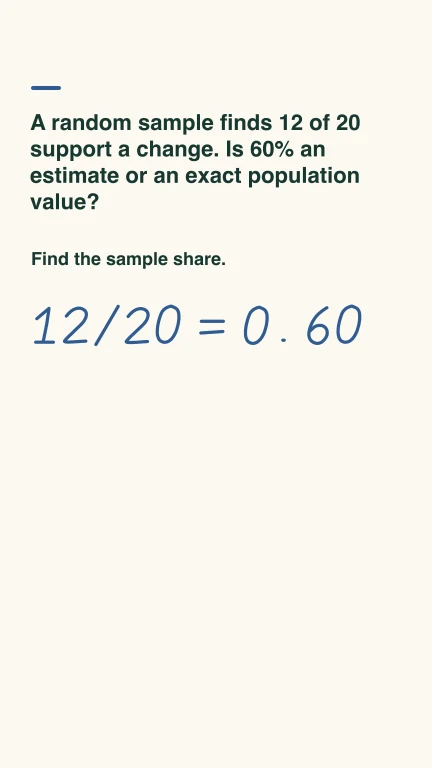 A random sample finds 12 of 20
support a change. Is 60% an
estimate or an exact population
value?
Find the sample share.
12/20 = 0.60